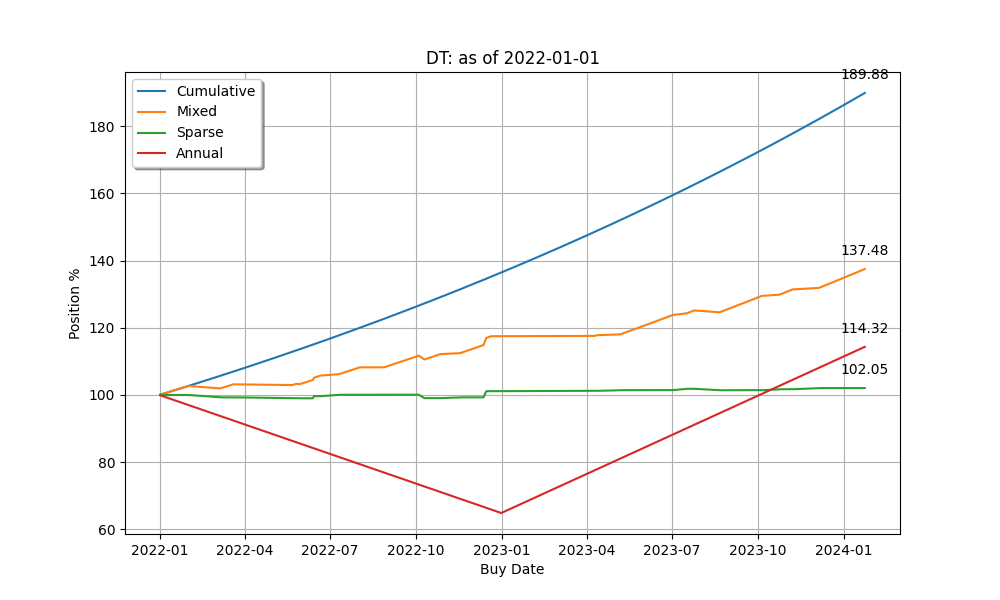 DT: as of 2022-01-01
189.88
Cumulative
Mixed
Sparse
Annual
180
160
140
120
100
80
60
137.48
114.32
102.05
Position %
2022-01 2022-04 2022-07 2022-10 2023-01 2023-04 2023-07 2023-10 2024-01
Buy Date